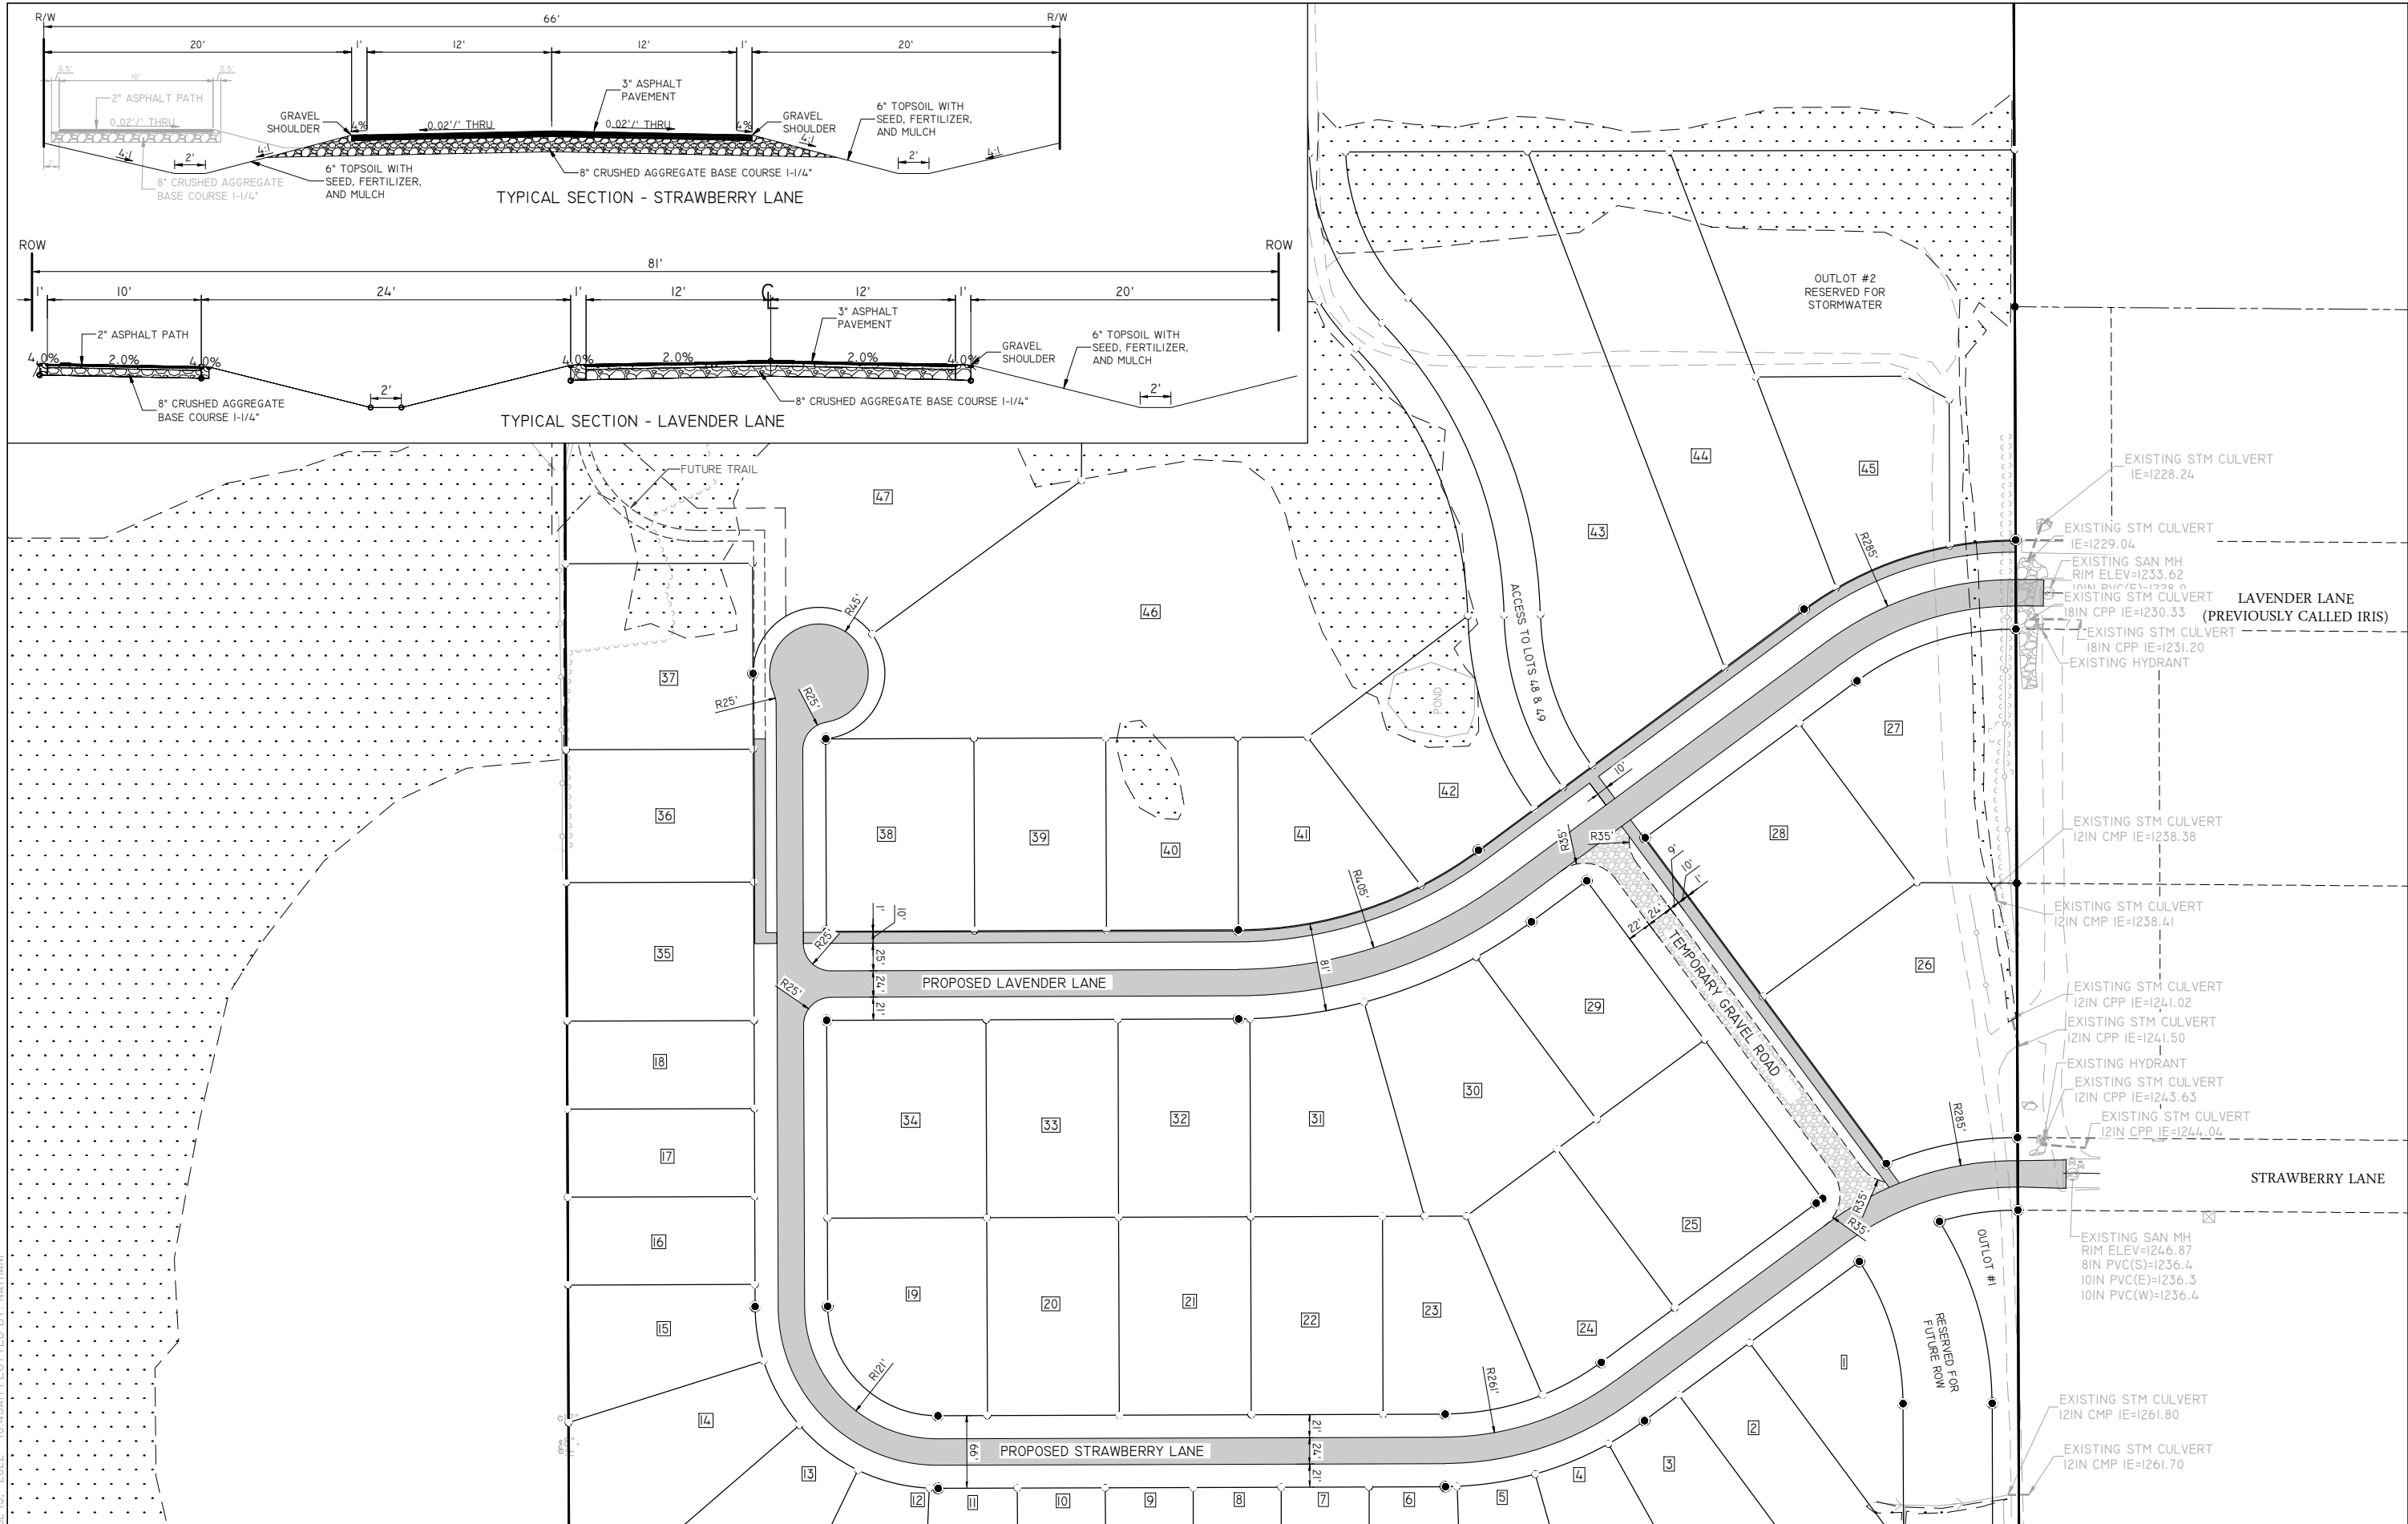 R/W
R/W
66'
20'
1'
12'
12'
1'
20'
0.5'
10'
0.5'
2" ASPHALT PATH
0.02'/' THRU
GRAVEL
SHOULDER
4%
0.02'/' THRU
3" ASPHALT
PAVEMENT
0.02'/' THRU
4%
GRAVEL
SHOULDER
6" TOPSOIL WITH
SEED, FERTILIZER,
AND MULCH
4:1
2'
4:1
4:1
2'
4:1
1'
8" CRUSHED AGGREGATE
BASE COURSE 1-1/4"
6" TOPSOIL WITH
SEED, FERTILIZER,
AND MULCH
8" CRUSHED AGGREGATE BASE COURSE 1-1/4"
TYPICAL SECTION - STRAWBERRY LANE
ROW
ROW
81'
1'
10'
24'
1'
12'
12'
1'
20'
2" ASPHALT PATH
3" ASPHALT
PAVEMENT
6" TOPSOIL WITH
SEED, FERTILIZER,
AND MULCH
GRAVEL
SHOULDER
4.0%
2.0%
4.0%
4.0%
2.0%
2.0%
4.0%
2'
2'
8" CRUSHED AGGREGATE
BASE COURSE 1-1/4"
8" CRUSHED AGGREGATE BASE COURSE 1-1/4"
TYPICAL SECTION - LAVENDER LANE
OUTLOT #2
RESERVED FOR
STORMWATER
FUTURE TRAIL
47
44
45
43
46
EXISTING STM CULVERT
IE=1228.24
EXISTING STM CULVERT
IE=1229.04
EXISTING SAN MH
RIM ELEV=1233.62
10IN PVC(E)=1228.0
EXISTING STM CULVERT
18IN CPP IE=1230.33
EXISTING STM CULVERT
18IN CPP IE=1231.20
EXISTING HYDRANT
LAVENDER LANE
(PREVIOUSLY CALLED IRIS)
R285'
R45'
R25'
R25'
ACCESS TO LOTS 48 & 49
POND
37
27
36
38
39
40
41
42
28
10'
R35'
R35'
9'
10'
1'
24'
22'
EXISTING STM CULVERT
12IN CMP IE=1238.38
EXISTING STM CULVERT
12IN CMP IE=1238.41
R405'
35
1'
10'
R25'
25'
24'
21'
R25'
81'
PROPOSED LAVENDER LANE
TEMPORARY GRAVEL ROAD
26
29
EXISTING STM CULVERT
12IN CPP IE=1241.02
EXISTING STM CULVERT
12IN CPP IE=1241.50
EXISTING HYDRANT
EXISTING STM CULVERT
12IN CPP IE=1243.63
EXISTING STM CULVERT
12IN CPP IE=1244.04
18
34
33
32
31
30
R285'
17
STRAWBERRY LANE
R35'
R35'
16
25
OUTLOT #1
EXISTING SAN MH
RIM ELEV=1246.87
8IN PVC(S)=1236.4
10IN PVC(E)=1236.3
10IN PVC(W)=1236.4
19
20
21
22
23
24
15
RESERVED FOR
FUTURE ROW
1
R121'
R261'
14
2
EXISTING STM CULVERT
12IN CMP IE=1261.80
EXISTING STM CULVERT
12IN CMP IE=1261.70
66'
PROPOSED STRAWBERRY LANE
21'
24'
21'
13
12
11
10
9
8
7
6
5
4
3